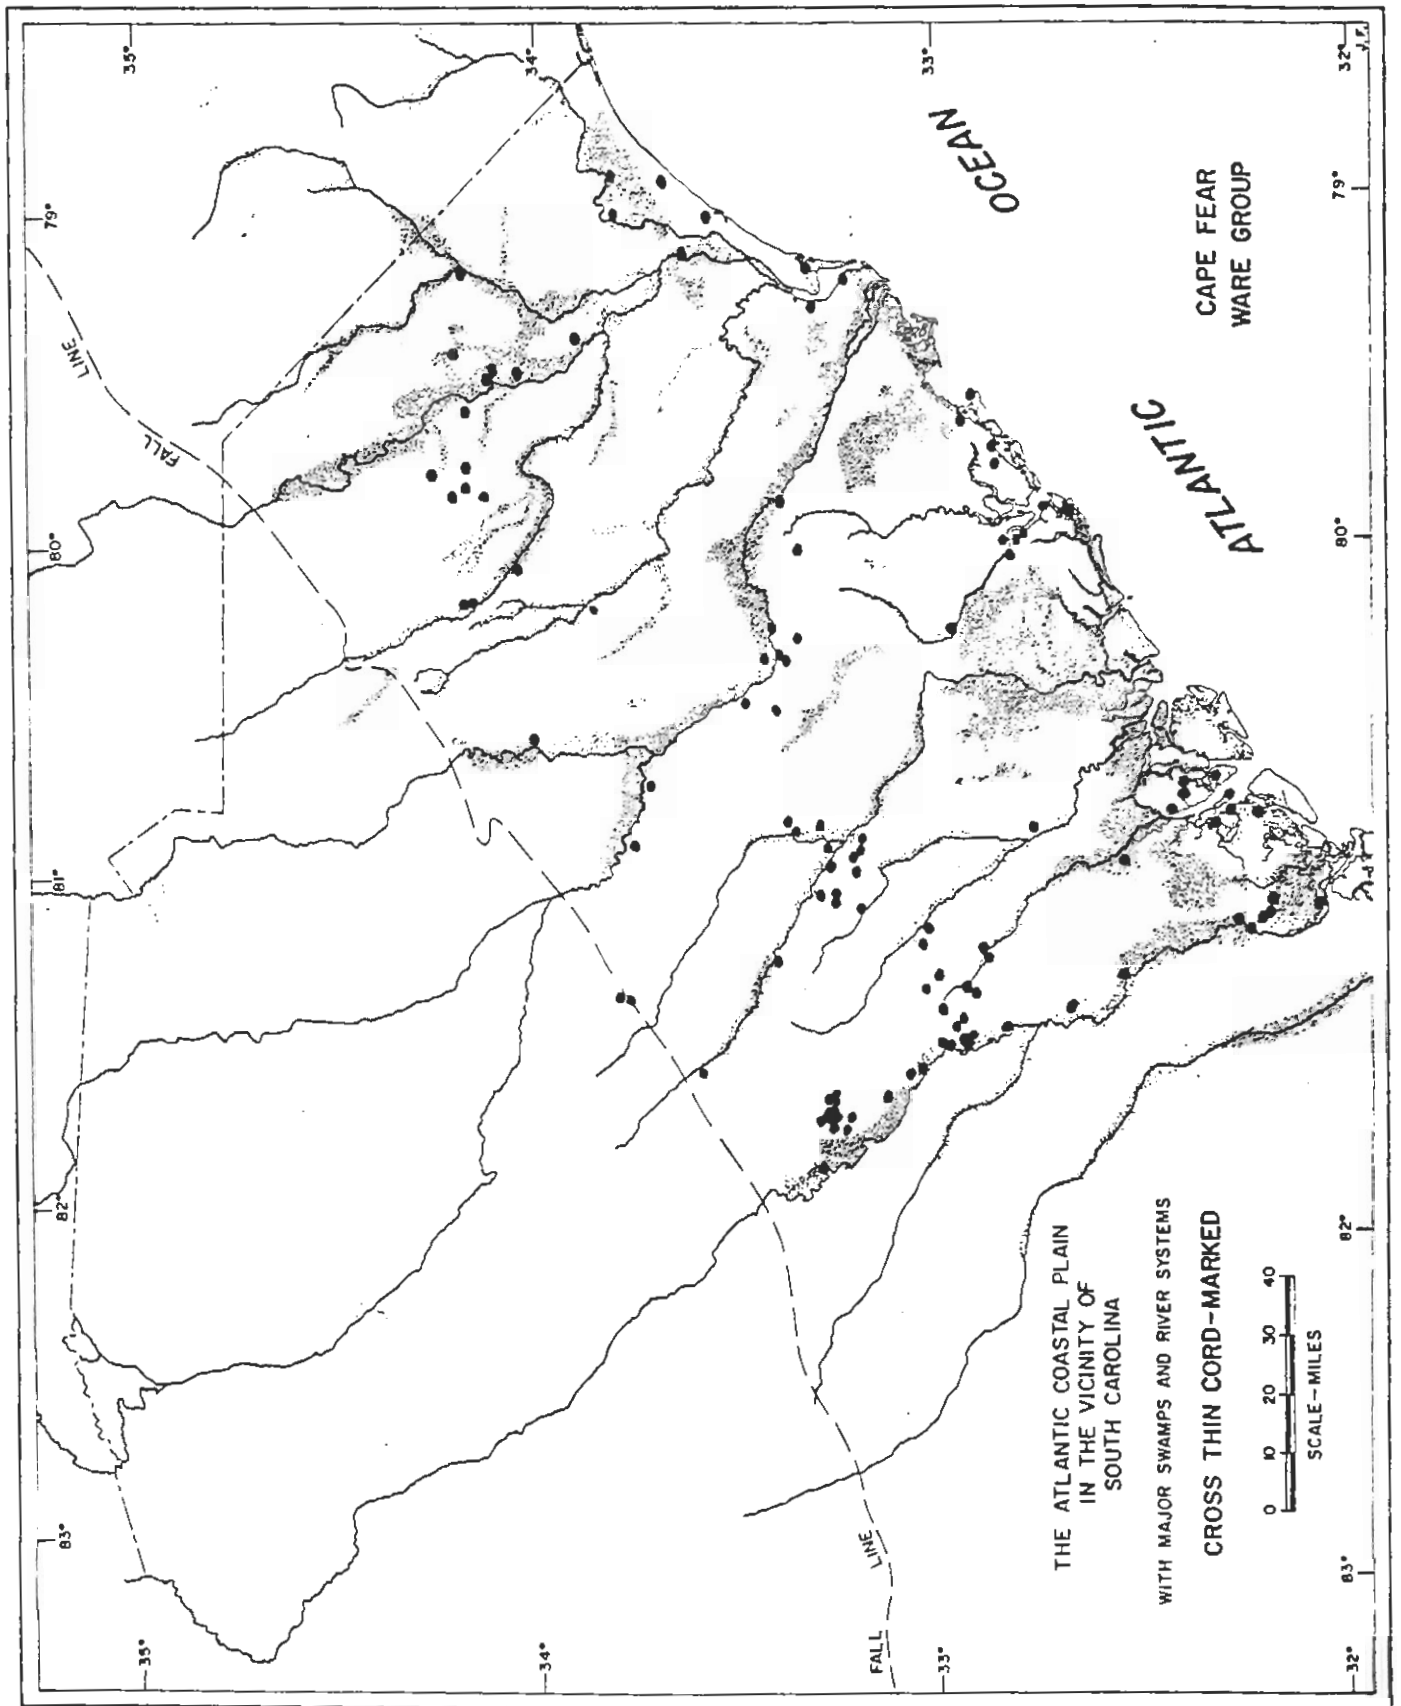 83°
82°
81°
80°
79°
35°
35°
34°
34°
33°
33°
32°
32°
83°
82°
80°
79°
FALL
LINE
FALL
LINE
ATLANTIC
OCEAN
CAPE FEAR
WARE GROUP
THE ATLANTIC COASTAL PLAIN
IN THE VICINITY OF
SOUTH CAROLINA
WITH MAJOR SWAMPS AND RIVER SYSTEMS
CROSS THIN CORD-MARKED
0 10 20 30 40
SCALE-MILES